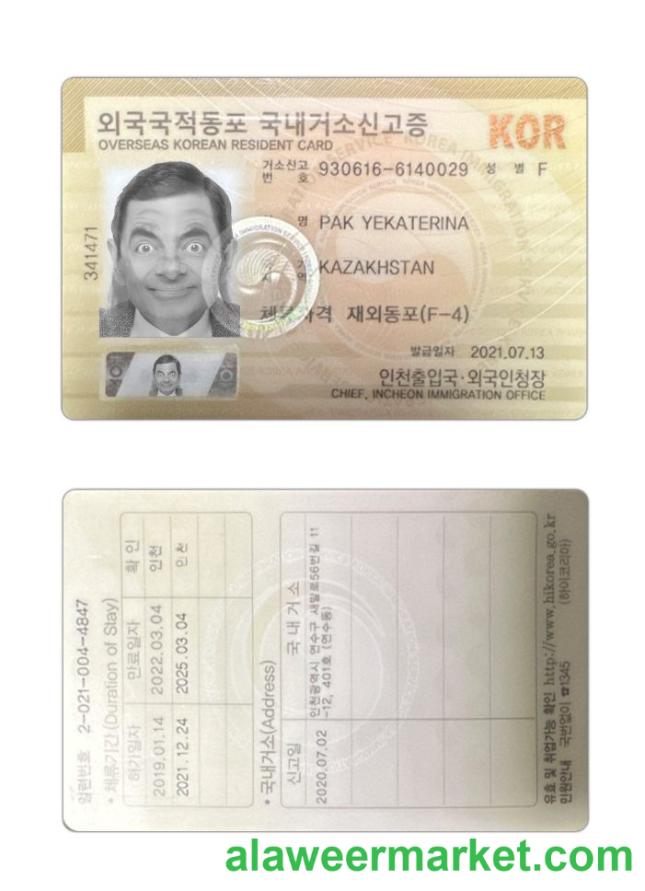 외국국적동포 국내거소신고증
KOR
OVERSEAS KOREAN RESIDENT CARD
거소신고
번 호 930616-6140029 성 별 F
명 PAK YEKATERINA
341471
KAZAKHSTAN
체류자격 재외동포(F-4)
발급일자 2021.07.13
인천출입국·외국인청장
CHIEF, INCHEON IMMIGRATION OFFICE
일련번호 2-021-004-4847
• 체류기간(Duration of Stay)
허가일자 만료일자 확 인
2019.01.14 2022.03.04 인천
2021.12.24 2025.03.04 인천
• 국내거소(Address)
신고일 국 내 거 소
2020.07.02 인천광역시 연수구 새말로56번길 11
-12, 401호 (연수동)
유효 및 취업가능 확인 http://www.hikorea.go.kr
민원안내 국번없이 ☎1345 (하이코리아)
alaweermarket.com